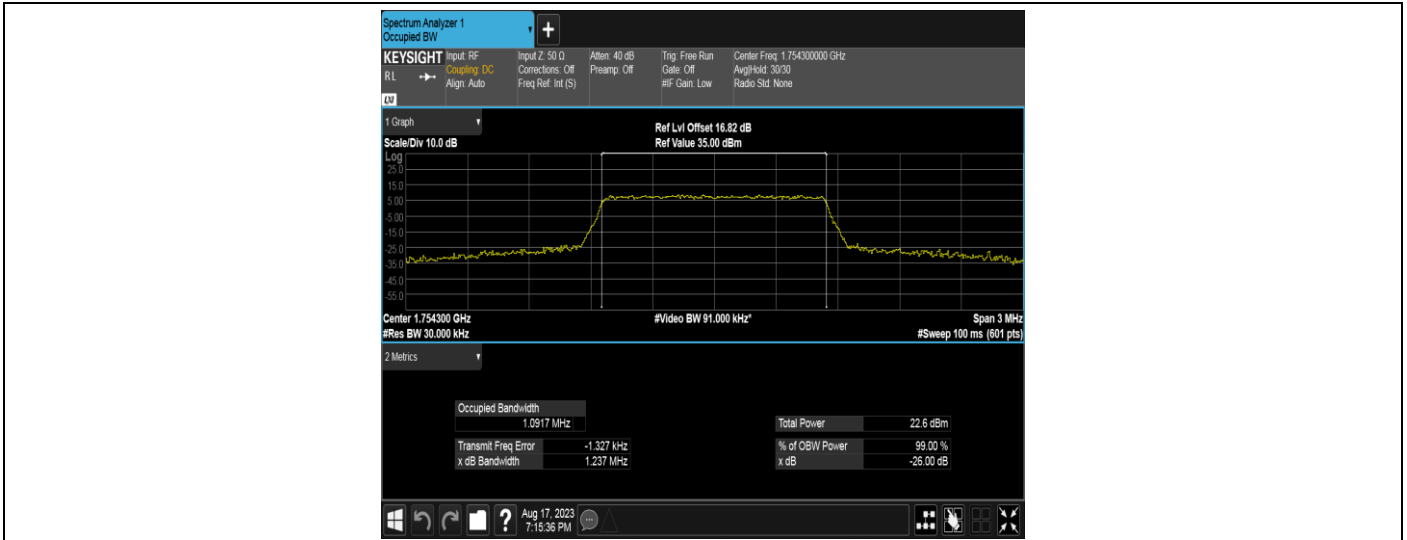 Spectrum Analyzer 1
Occupied BW
+
KEYSIGHT
RL
LXI
Input: RF
Coupling: DC
Align: Auto
Input Z: 50 Ω
Corrections: Off
Freq Ref: Int (S)
Atten: 40 dB
Preamp: Off
Trig: Free Run
Gate: Off
#IF Gain: Low
Center Freq: 1.754300000 GHz
Avg|Hold: 30/30
Radio Std: None
1 Graph
Scale/Div 10.0 dB
Ref Lvl Offset 16.82 dB
Ref Value 35.00 dBm
Log
25.0
15.0
5.00
-5.00
-15.0
-25.0
-35.0
-45.0
-55.0
Center 1.754300 GHz
#Video BW 91.000 kHz*
Span 3 MHz
#Res BW 30.000 kHz
#Sweep 100 ms (601 pts)
2 Metrics
Occupied Bandwidth
1.0917 MHz
Total Power 22.6 dBm
Transmit Freq Error -1.327 kHz
% of OBW Power 99.00 %
x dB Bandwidth 1.237 MHz
x dB -26.00 dB
?
Aug 17, 2023
7:15:36 PM